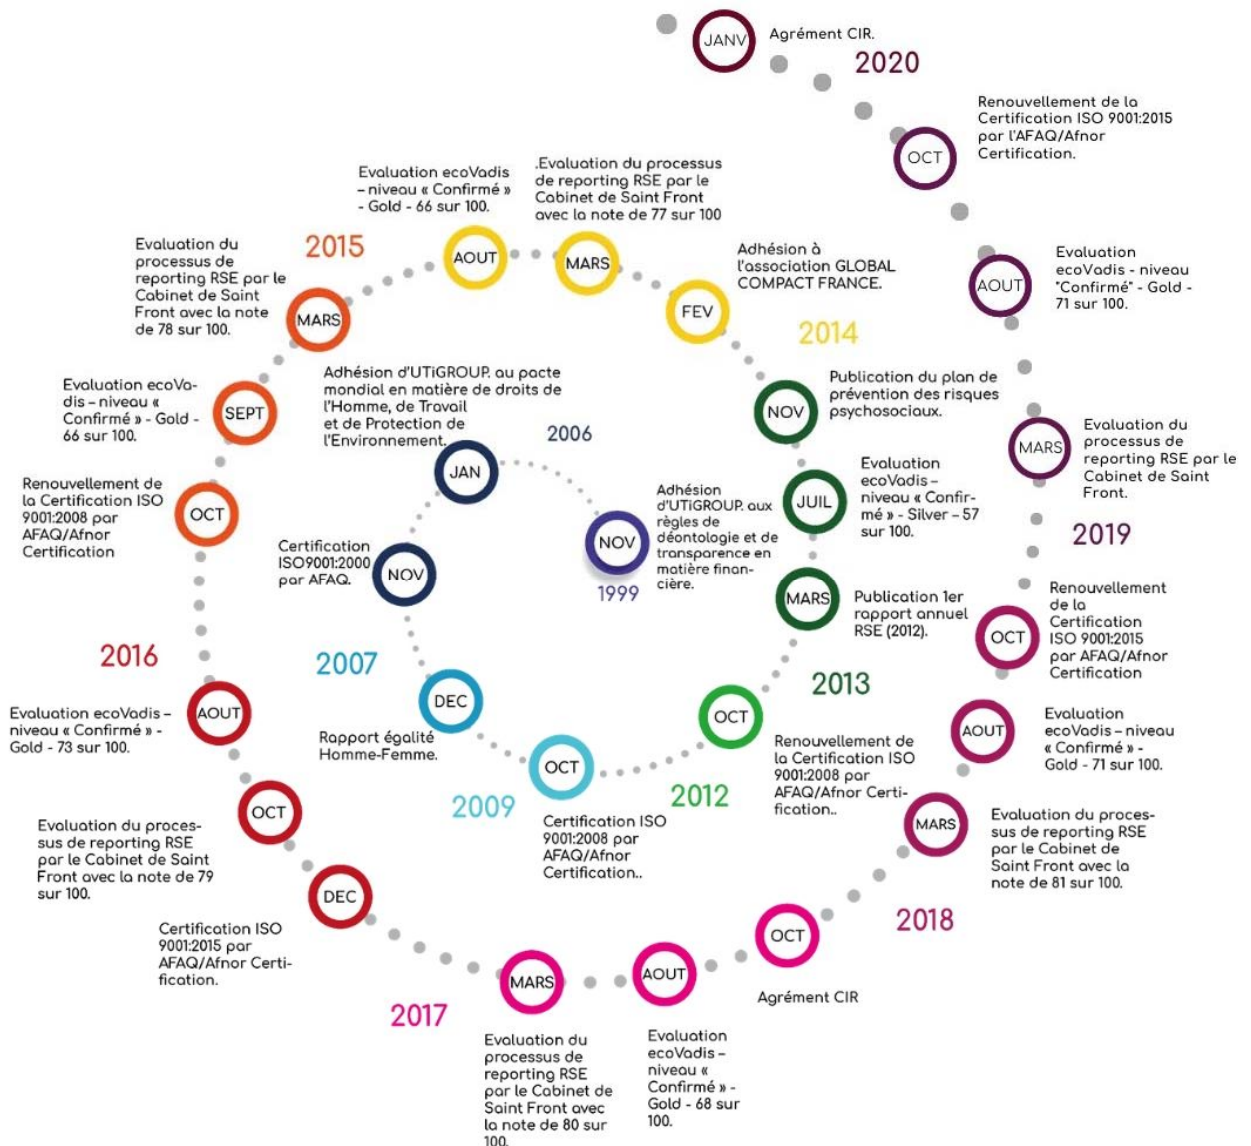 NOV
1999
Adhésion
d'UTiGROUP. aux
règles de
déontologie et de
transparence en
matière finan-
cière.
2006
JAN
Adhésion d'UTiGROUP. au pacte
mondial en matière de droits de
l'Homme, de Travail
et de Protection de
l'Environnement.
NOV
Certification
ISO9001:2000
par AFAQ.
2007
DEC
Rapport égalité
Homme-Femme.
2009
OCT
Certification ISO
9001:2008 par
AFAQ/Afnor
Certification..
2012
OCT
Renouvellement de
la Certification ISO
9001:2008 par
AFAQ/Afnor Certi-
fication..
2013
MARS
Publication 1er
rapport annuel
RSE (2012).
JUIL
Evaluation
ecoVadis –
niveau « Confir-
mé » - Silver – 57
sur 100.
NOV
Publication du plan de
prévention des risques
psychosociaux.
2014
FEV
Adhésion à
l'association GLOBAL
COMPACT FRANCE.
MARS
.Evaluation du processus
de reporting RSE par le
Cabinet de Saint Front
avec la note de 77 sur 100
AOUT
Evaluation ecoVadis
– niveau « Confirmé »
- Gold - 66 sur 100.
2015
MARS
Evaluation du
processus de
reporting RSE par le
Cabinet de Saint
Front avec la note
de 78 sur 100.
SEPT
Evaluation ecoVa-
dis – niveau «
Confirmé » - Gold -
66 sur 100.
OCT
Renouvellement de
la Certification ISO
9001:2008 par
AFAQ/Afnor
Certification
2016
AOUT
Evaluation ecoVadis –
niveau « Confirmé » -
Gold - 73 sur 100.
OCT
Evaluation du proces-
sus de reporting RSE
par le Cabinet de Saint
Front avec la note de 79
sur 100.
DEC
Certification ISO
9001:2015 par
AFAQ/Afnor Certi-
fication.
2017
MARS
Evaluation du
processus de
reporting RSE
par le Cabinet de
Saint Front avec
la note de 80 sur
100.
AOUT
Evaluation
ecoVadis –
niveau «
Confirmé » -
Gold - 68 sur
100.
OCT
Agrément CIR
2018
MARS
Evaluation du proces-
sus de reporting RSE
par le Cabinet de
Saint Front avec la
note de 81 sur 100.
AOUT
Evaluation
ecoVadis – niveau
« Confirmé » -
Gold - 71 sur 100.
OCT
Renouvellement
de la
Certification
ISO 9001:2015
par AFAQ/Afnor
Certification
2019
MARS
Evaluation du
processus de
reporting RSE par le
Cabinet de Saint
Front.
AOUT
Evaluation
ecoVadis - niveau
"Confirmé" - Gold -
71 sur 100.
OCT
Renouvellement de la
Certification ISO 9001:2015
par l'AFAQ/Afnor
Certification.
2020
JANV
Agrément CIR.